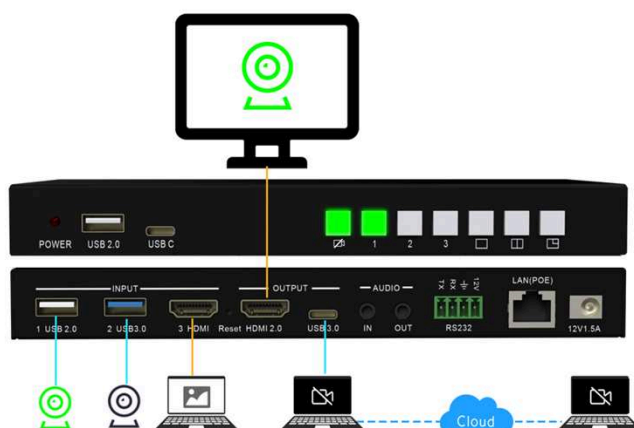 POWER USB 2.0 USB C 1 2 3
INPUT OUTPUT AUDIO TX RX 12V LAN(POE)
1 USB 2.0 2 USB3.0 3 HDMI Reset HDMI 2.0 USB 3.0 IN OUT RS232 12V1.5A
Cloud